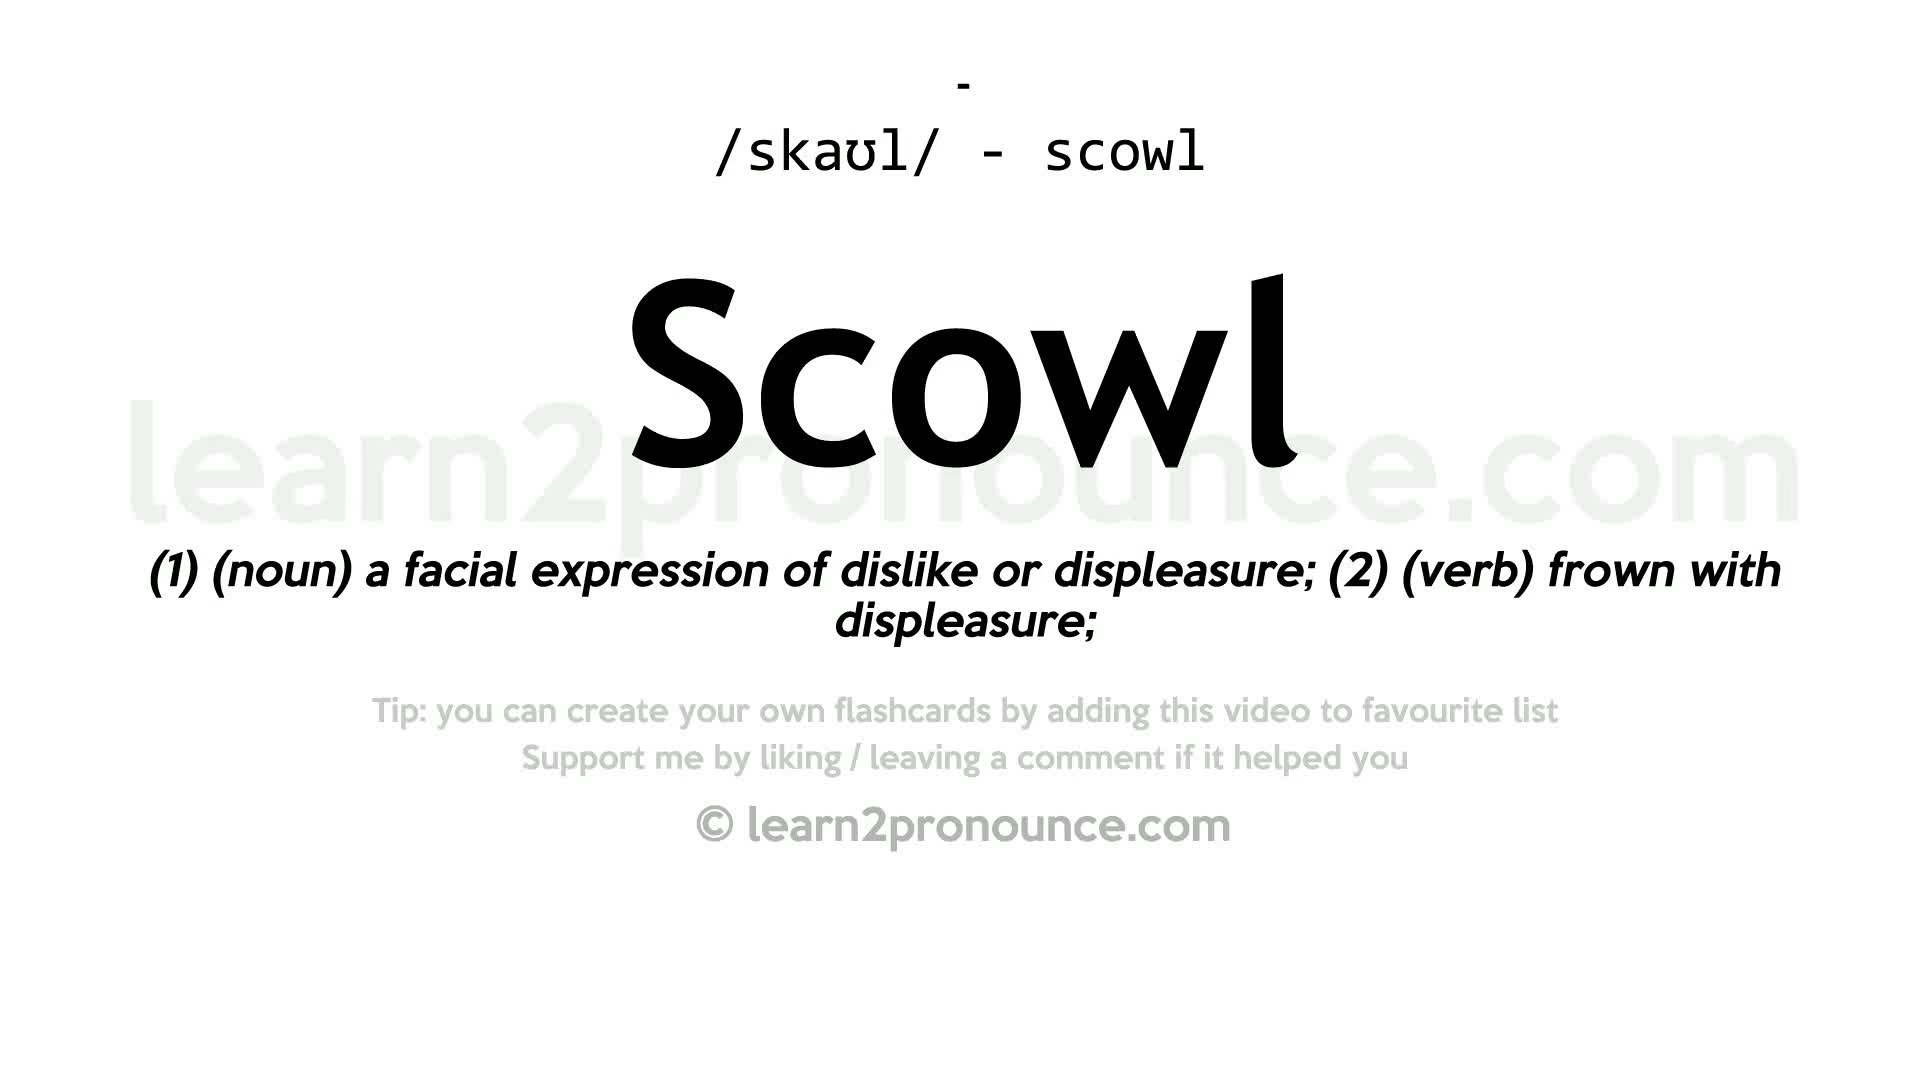 -
/skaʊl/ - scowl
Scowl
learn2pronounce.com
(1) (noun) a facial expression of dislike or displeasure; (2) (verb) frown with
displeasure;
Tip: you can create your own flashcards by adding this video to favourite list
Support me by liking / leaving a comment if it helped you
© learn2pronounce.com